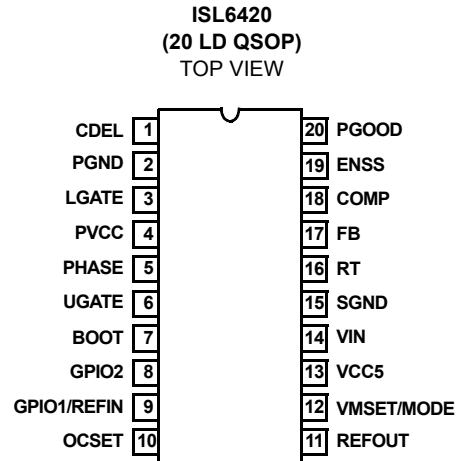 ISL6420
(20 LD QSOP)
TOP VIEW
CDEL 1 20 PGOOD
PGND 2 19 ENSS
LGATE 3 18 COMP
PVCC 4 17 FB
PHASE 5 16 RT
UGATE 6 15 SGND
BOOT 7 14 VIN
GPIO2 8 13 VCC5
GPIO1/REFIN 9 12 VMSET/MODE
OCSET 10 11 REFOUT